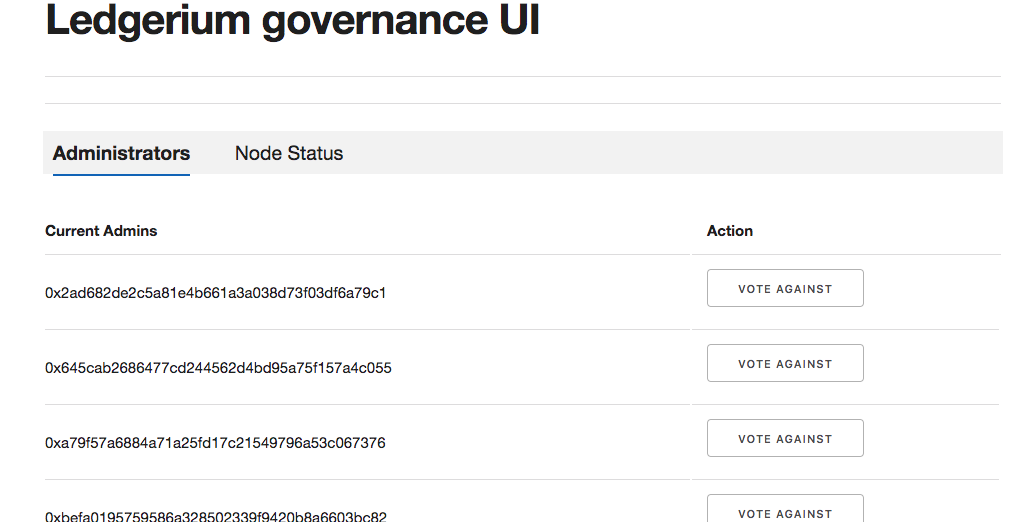 Ledgerium governance UI
Administrators Node Status
Current Admins Action
0x2ad682de2c5a81e4b661a3a038d73f03df6a79c1 VOTE AGAINST
0x645cab2686477cd244562d4bd95a75f157a4c055 VOTE AGAINST
0xa79f57a6884a71a25fd17c21549796a53c067376 VOTE AGAINST
0xbefa0195759586a328502339f9420b8a6603bc82 VOTE AGAINST